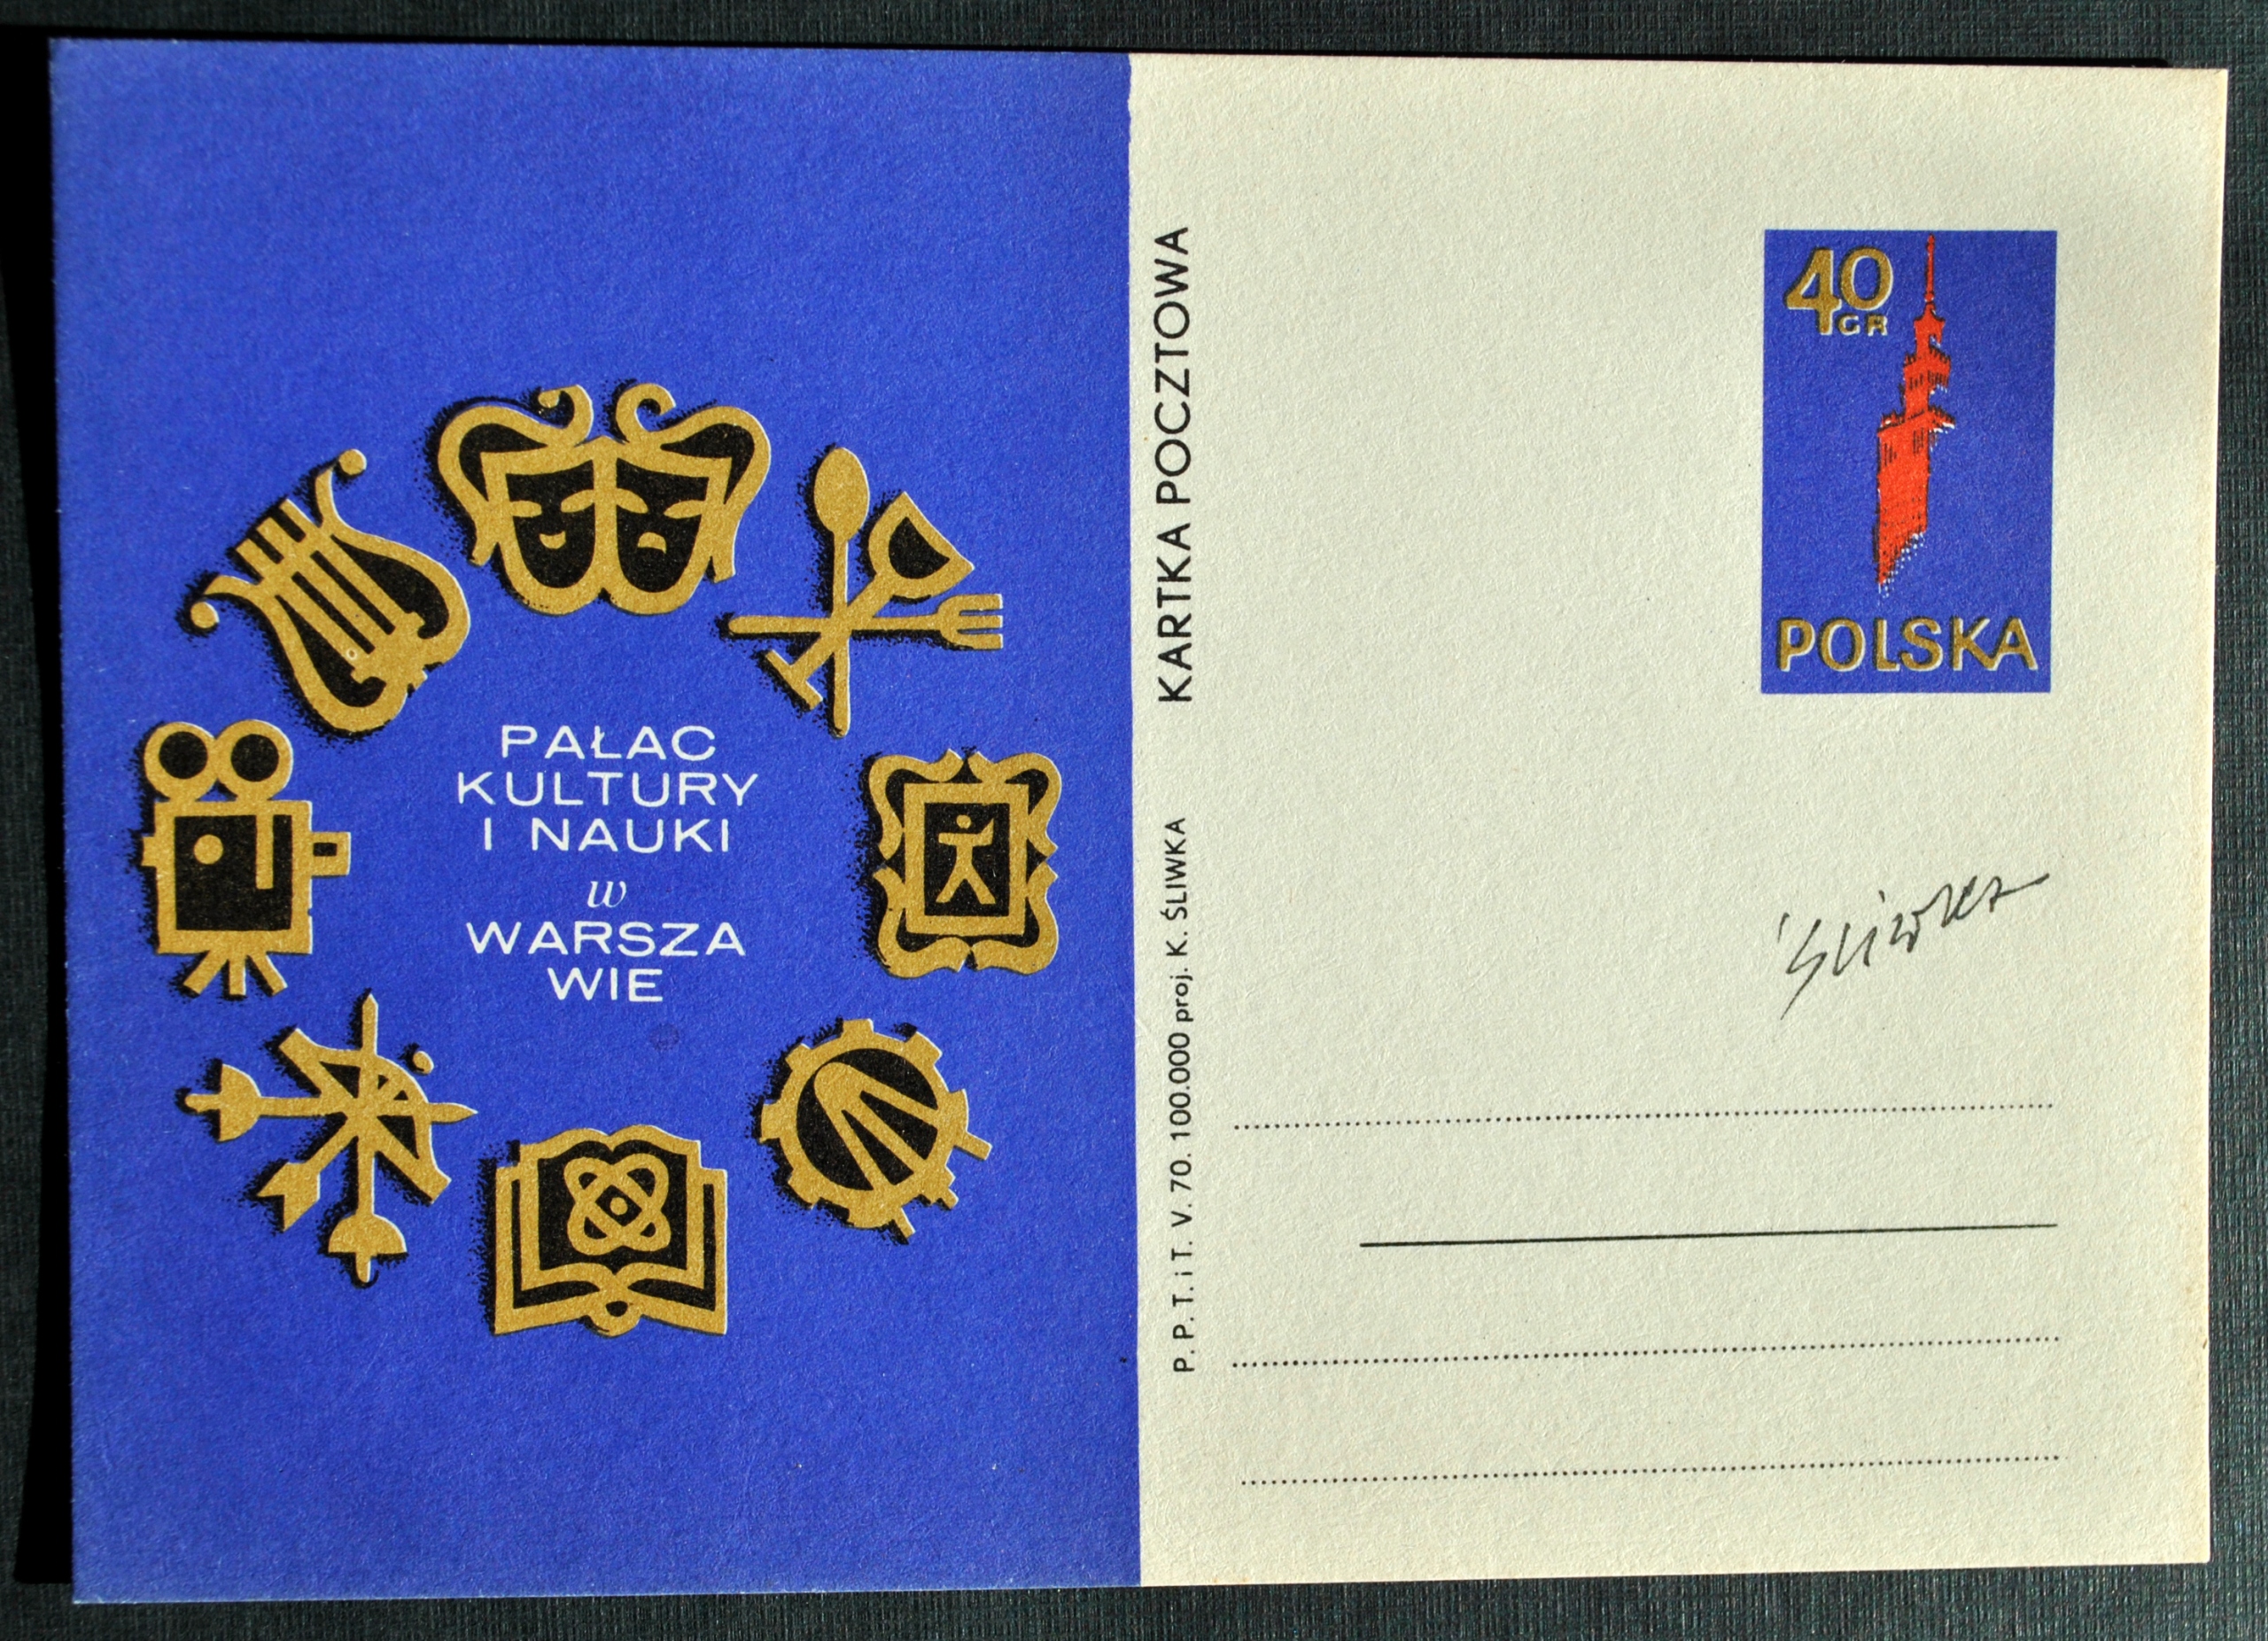 PAŁAC
KULTURY
I NAUKI
w
WARSZA
WIE
KARTKA POCZTOWA
P. P. T. i T. V. 70. 100.000 proj. K. ŚLIWKA
40
GR
POLSKA
Śliwka